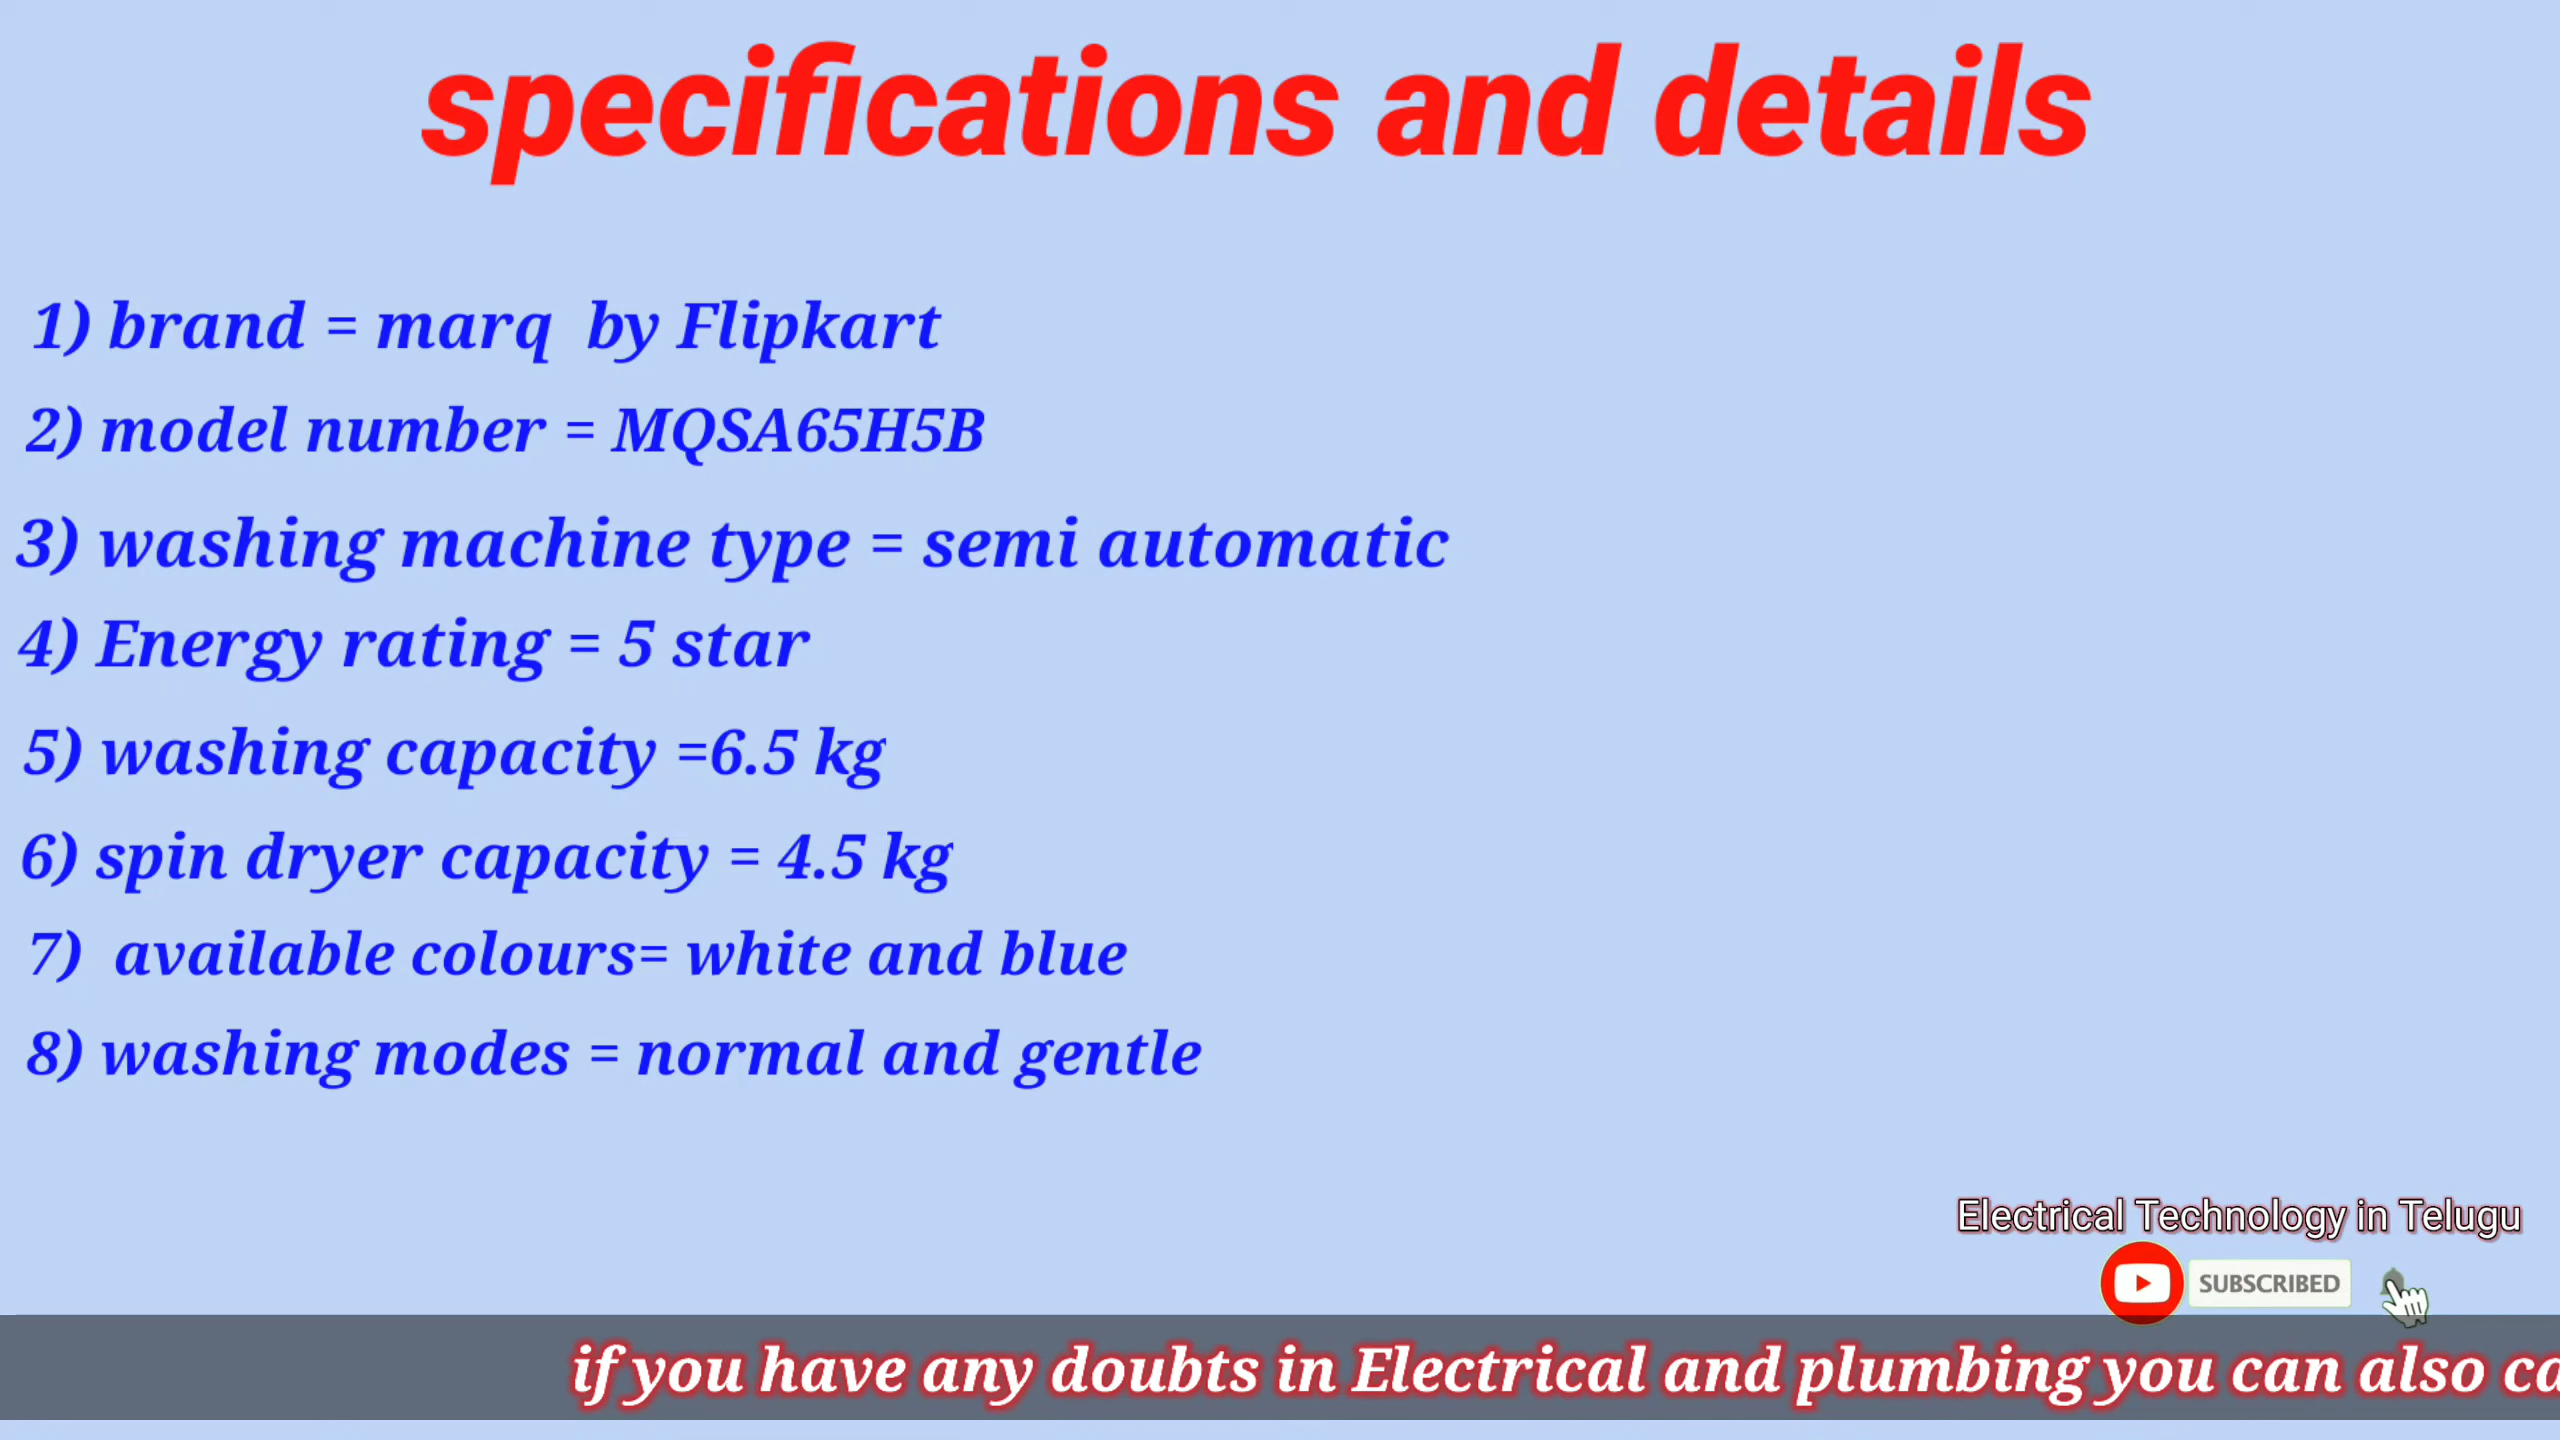 specifications and details
1) brand = marq by Flipkart
2) model number = MQSA65H5B
3) washing machine type = semi automatic
4) Energy rating = 5 star
5) washing capacity =6.5 kg
6) spin dryer capacity = 4.5 kg
7) available colours= white and blue
8) washing modes = normal and gentle
Electrical Technology in Telugu
SUBSCRIBED
if you have any doubts in Electrical and plumbing you can also